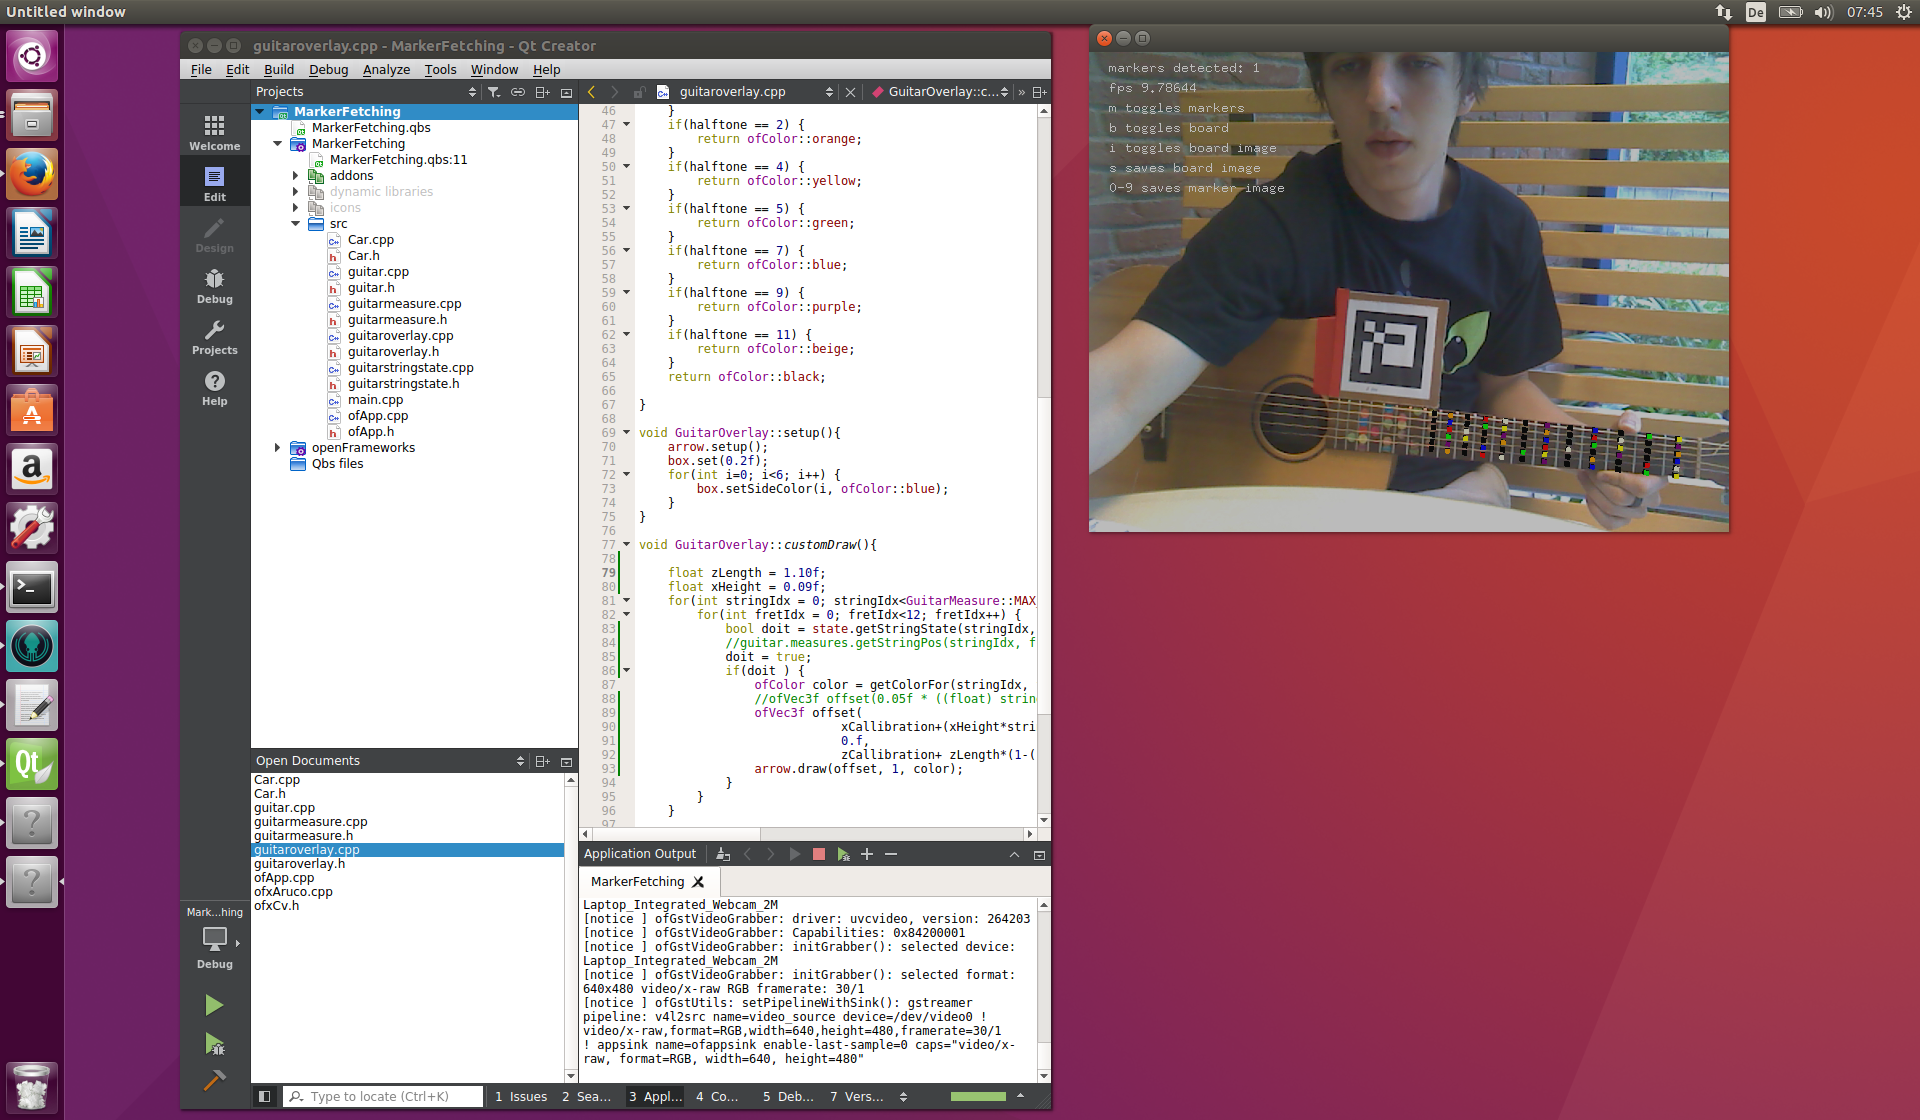 Untitled window
De
07:45
guitaroverlay.cpp - MarkerFetching - Qt Creator
File Edit Build Debug Analyze Tools Window Help
Projects
Welcome
Edit
Design
Debug
Projects
Help
MarkerFetching
MarkerFetching.qbs
MarkerFetching
MarkerFetching.qbs:11
addons
dynamic libraries
icons
src
Car.cpp
Car.h
guitar.cpp
guitar.h
guitarmeasure.cpp
guitarmeasure.h
guitaroverlay.cpp
guitaroverlay.h
guitarstringstate.cpp
guitarstringstate.h
main.cpp
ofApp.cpp
ofApp.h
openFrameworks
Qbs files
Open Documents
Car.cpp
Car.h
guitar.cpp
guitarmeasure.cpp
guitarmeasure.h
guitaroverlay.cpp
guitaroverlay.h
ofApp.cpp
ofxAruco.cpp
ofxCv.h
Mark...hing
Debug
guitaroverlay.cpp
GuitarOverlay::c...
»
46 }
47 if(halftone == 2) {
48 return ofColor::orange;
49 }
50 if(halftone == 4) {
51 return ofColor::yellow;
52 }
53 if(halftone == 5) {
54 return ofColor::green;
55 }
56 if(halftone == 7) {
57 return ofColor::blue;
58 }
59 if(halftone == 9) {
60 return ofColor::purple;
61 }
62 if(halftone == 11) {
63 return ofColor::beige;
64 }
65 return ofColor::black;
66
67 }
68
69 void GuitarOverlay::setup(){
70 arrow.setup();
71 box.set(0.2f);
72 for(int i=0; i<6; i++) {
73 box.setSideColor(i, ofColor::blue);
74 }
75 }
76
77 void GuitarOverlay::customDraw(){
78
79 float zLength = 1.10f;
80 float xHeight = 0.09f;
81 for(int stringIdx = 0; stringIdx<GuitarMeasure::MAX
82 for(int fretIdx = 0; fretIdx<12; fretIdx++) {
83 bool doit = state.getStringState(stringIdx,
84 //guitar.measures.getStringPos(stringIdx, f
85 doit = true;
86 if(doit ) {
87 ofColor color = getColorFor(stringIdx,
88 //ofVec3f offset(0.05f * ((float) strin
89 ofVec3f offset(
90 xCallibration+(xHeight*stri
91 0.f,
92 zCallibration+ zLength*(1-(
93 arrow.draw(offset, 1, color);
94 }
95 }
96 }
97
Application Output
MarkerFetching
Laptop_Integrated_Webcam_2M
[notice ] ofGstVideoGrabber: driver: uvcvideo, version: 264203
[notice ] ofGstVideoGrabber: Capabilities: 0x84200001
[notice ] ofGstVideoGrabber: initGrabber(): selected device:
Laptop_Integrated_Webcam_2M
[notice ] ofGstVideoGrabber: initGrabber(): selected format:
640x480 video/x-raw RGB framerate: 30/1
[notice ] ofGstUtils: setPipelineWithSink(): gstreamer
pipeline: v4l2src name=video_source device=/dev/video0 !
video/x-raw,format=RGB,width=640,height=480,framerate=30/1
! appsink name=ofappsink enable-last-sample=0 caps="video/x-
raw, format=RGB, width=640, height=480"
Type to locate (Ctrl+K)
1 Issues 2 Sea... 3 Appl... 4 Co... 5 Deb... 7 Vers...
markers detected: 1
fps 9.78644
m toggles markers
b toggles board
i toggles board image
s saves board image
0-9 saves marker image